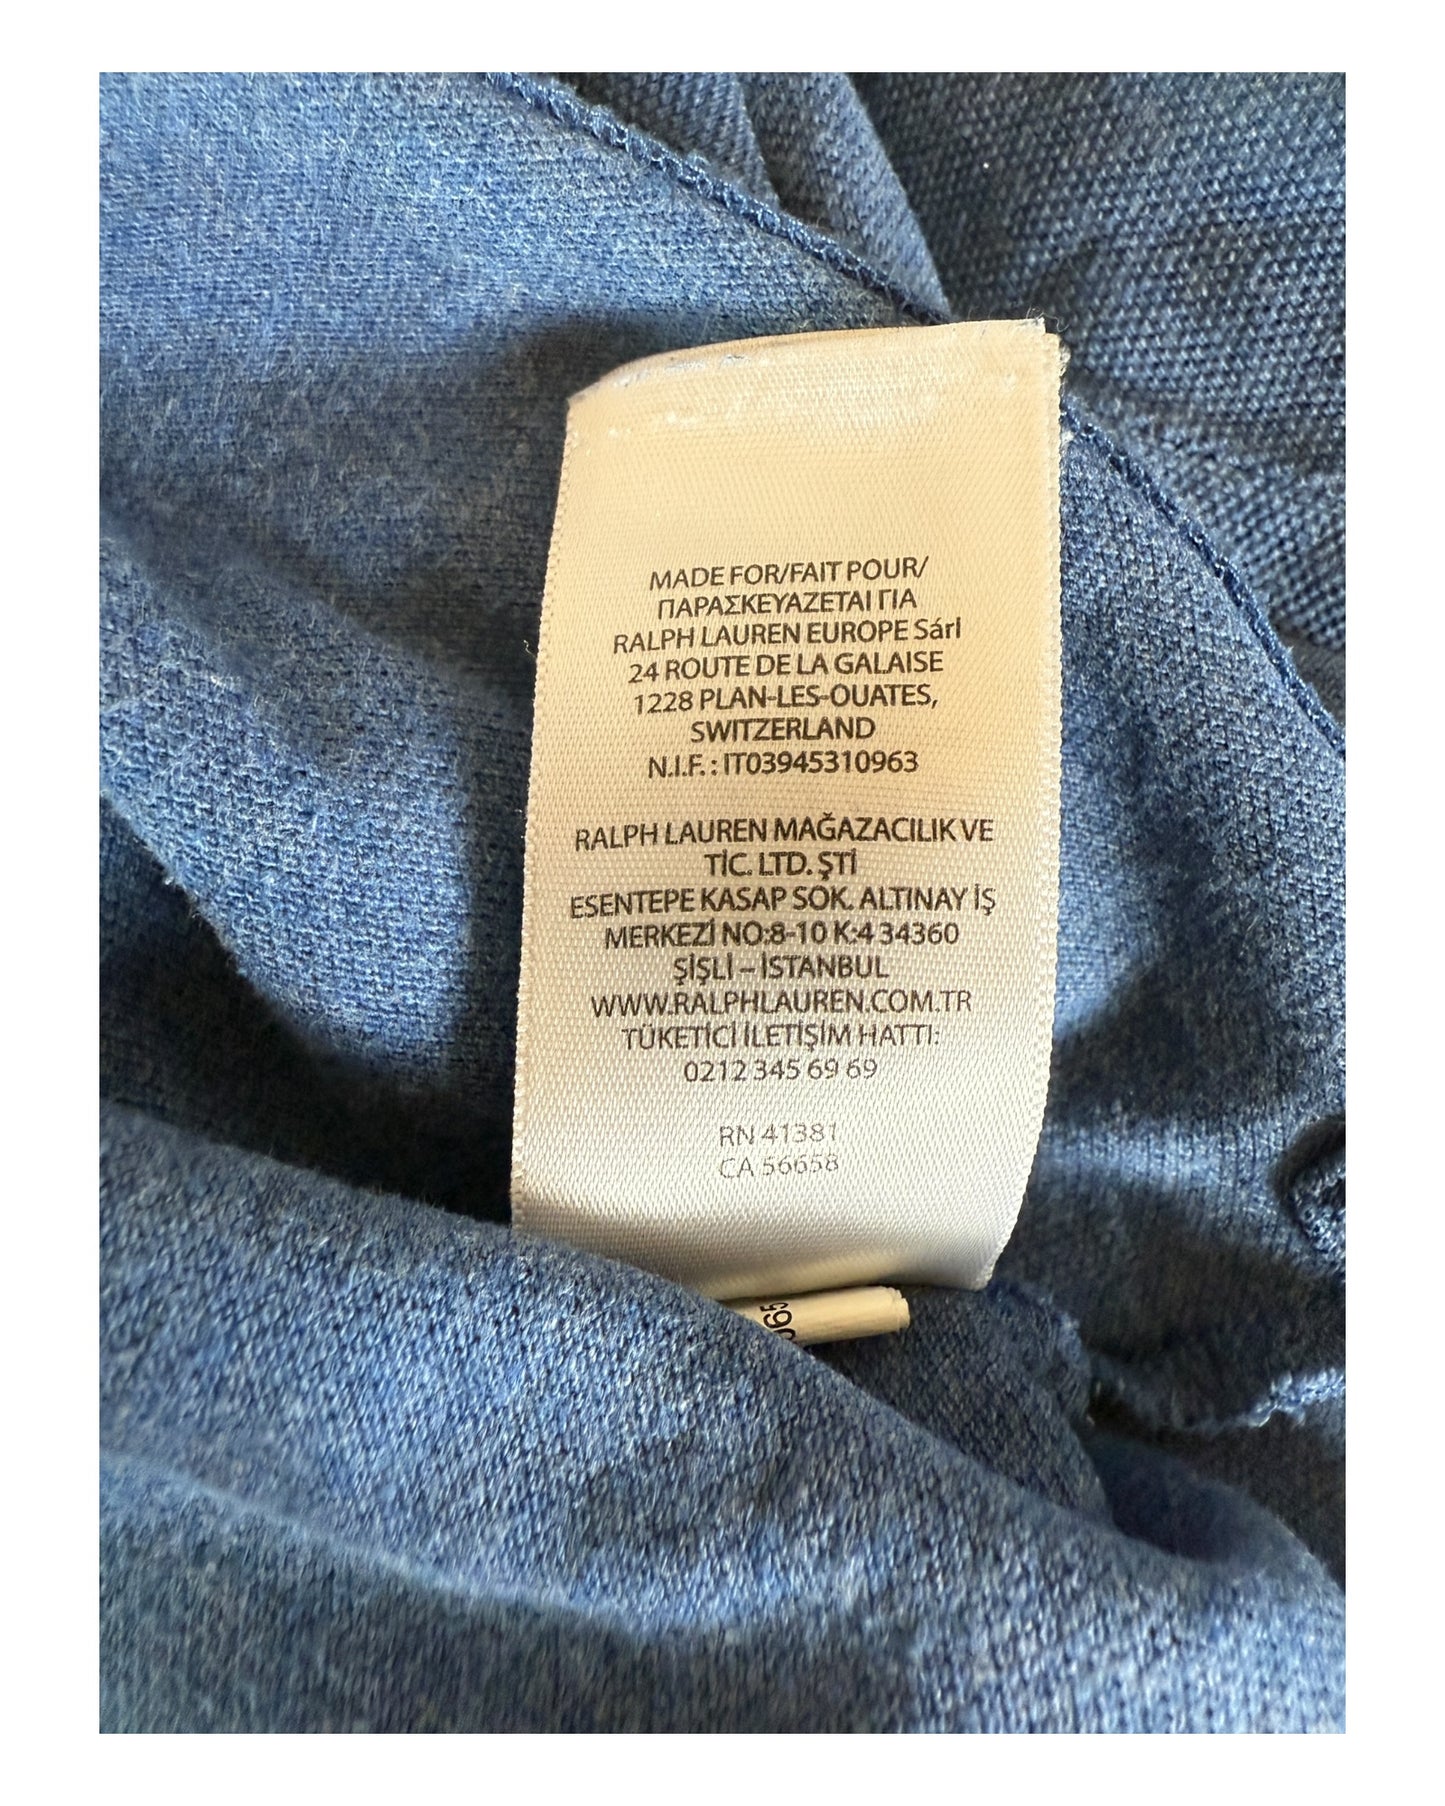 MADE FOR/FAIT POUR/
ΠΑΡΑΣΚΕΥΑΖΕΤΑΙ ΓΙΑ
RALPH LAUREN EUROPE Sárl
24 ROUTE DE LA GALAISE
1228 PLAN-LES-OUATES,
SWITZERLAND
N.I.F. : IT03945310963
RALPH LAUREN MAĞAZACILIK VE
TİC. LTD. ŞTİ
ESENTEPE KASAP SOK. ALTINAY İŞ
MERKEZİ NO:8-10 K:4 34360
ŞİŞLİ – İSTANBUL
WWW.RALPHLAUREN.COM.TR
TÜKETİCİ İLETİŞİM HATTI:
0212 345 69 69
RN 41381
CA 56658